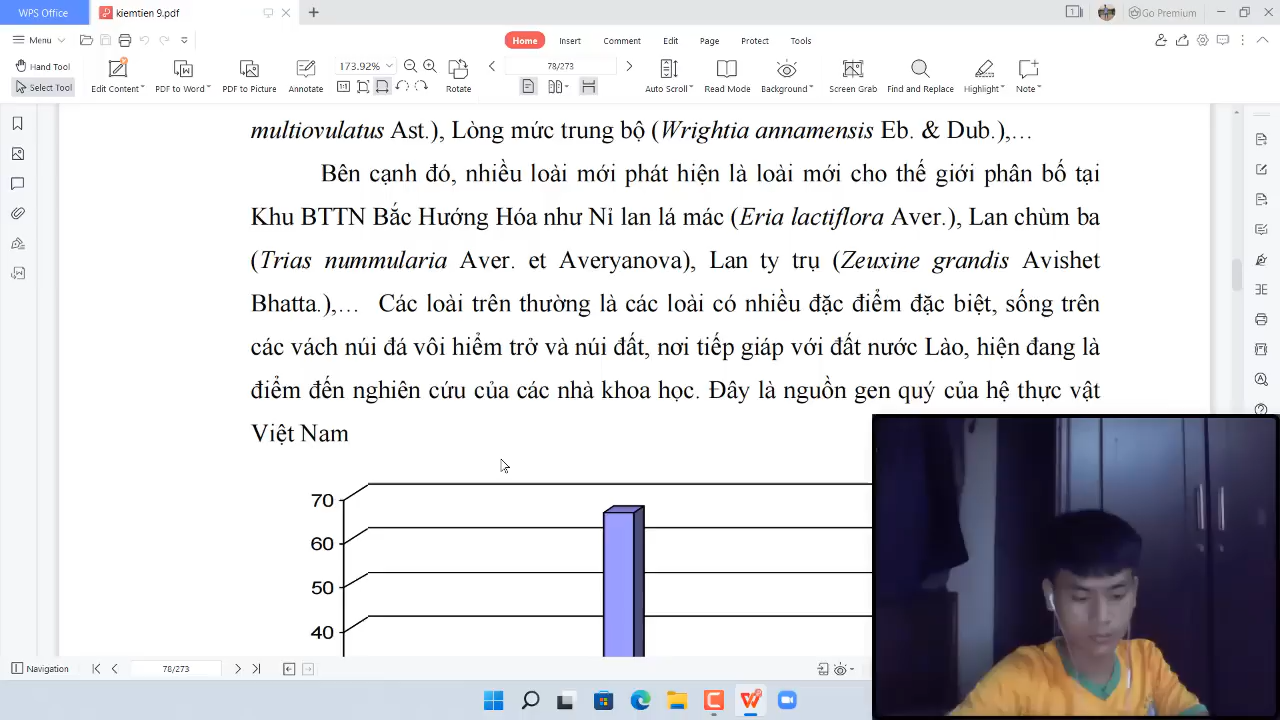 WPS Office
kiemtien 9.pdf
Go Premium
Menu
Home
Insert
Comment
Edit
Page
Protect
Tools
Hand Tool
Select Tool
Edit Content
PDF to Word
PDF to Picture
Annotate
173.92%
Rotate
78/273
Auto Scroll
Read Mode
Background
Screen Grab
Find and Replace
Highlight
Note
multiovulatus Ast.), Lòng mức trung bộ (Wrightia annamensis Eb. & Dub.),…
Bên cạnh đó, nhiều loài mới phát hiện là loài mới cho thế giới phân bố tại
Khu BTTN Bắc Hướng Hóa như Nỉ lan lá mác (Eria lactiflora Aver.), Lan chùm ba
(Trias nummularia Aver. et Averyanova), Lan ty trụ (Zeuxine grandis Avishet
Bhatta.),… Các loài trên thường là các loài có nhiều đặc điểm đặc biệt, sống trên
các vách núi đá vôi hiểm trở và núi đất, nơi tiếp giáp với đất nước Lào, hiện đang là
điểm đến nghiên cứu của các nhà khoa học. Đây là nguồn gen quý của hệ thực vật
Việt Nam
70
60
50
40
Navigation
78/273